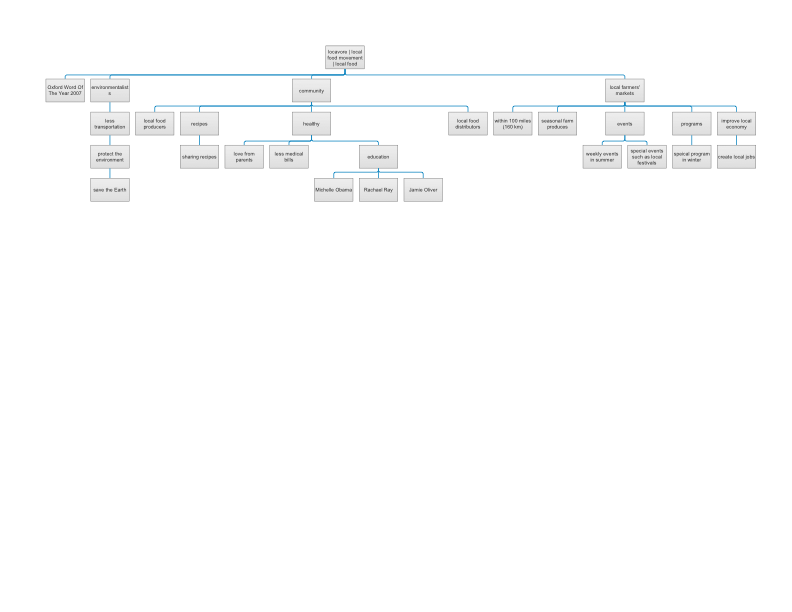 locavore | local
food movement
| local food
Oxford Word Of
The Year 2007
environmentalist
s
community
local farmers'
markets
less
transportation
local food
producers
recipes
healthy
local food
distributors
within 100 miles
(160 km)
seasonal farm
produces
events
programs
improve local
economy
protect the
environment
sharing recipes
love from
parents
less medical
bills
education
weekly events
in summer
special events
such as local
festivals
speical program
in winter
create local jobs
save the Earth
Michelle Obama
Rachael Ray
Jamie Oliver